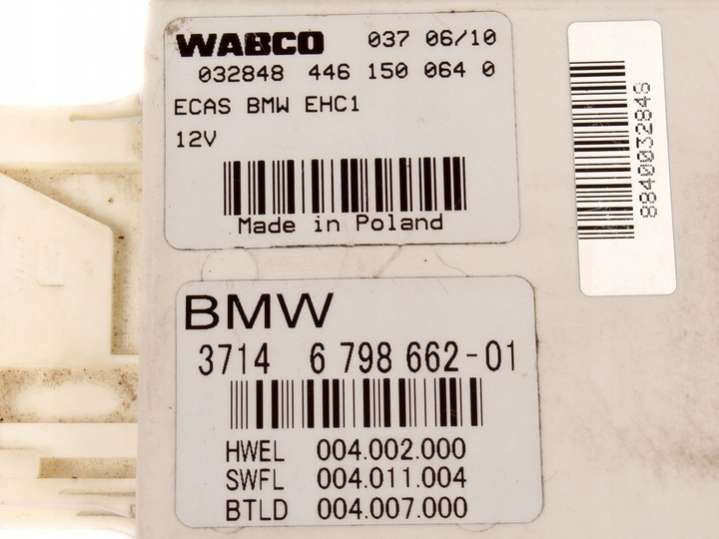 WABCO 037 06/10
032848 446 150 064 0
ECAS BMW EHC1
12V
Made in Poland
8840032848
BMW
3714 6 798 662-01
HWEL 004.002.000
SWFL 004.011.004
BTLD 004.007.000